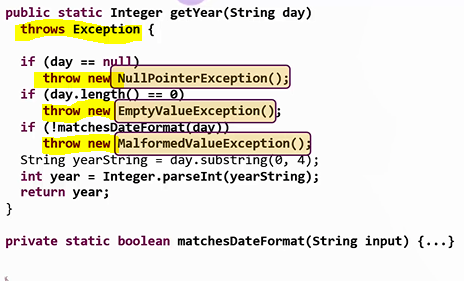 public static Integer getYear(String day)
throws Exception {
if (day == null)
throw new NullPointerException();
if (day.length() == 0)
throw new EmptyValueException();
if (!matchesDateFormat(day))
throw new MalformedValueException();
String yearString = day.substring(0, 4);
int year = Integer.parseInt(yearString);
return year;
}
private static boolean matchesDateFormat(String input) {...}